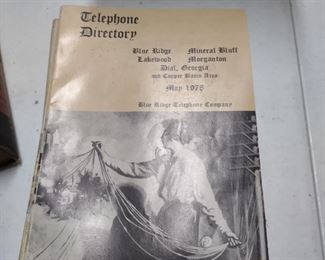 Telephone
Directory
Blue Ridge Mineral Bluff
Lakewood Morganton
Dial, Georgia
and Copper Basin Area
May 1978
Blue Ridge Telephone Company